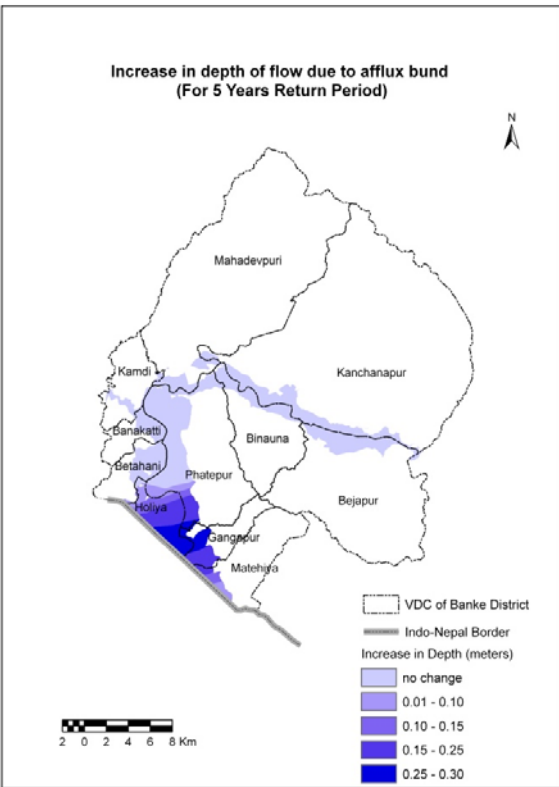 Increase in depth of flow due to afflux bund
(For 5 Years Return Period)
N
Mahadevpuri
Kamdi
Kanchanapur
Banakatti
Binauna
Betahani
Phatepur
Bejapur
Holiya
Gangapur
Matehiya
VDC of Banke District
Indo-Nepal Border
Increase in Depth (meters)
no change
0.01 - 0.10
0.10 - 0.15
0.15 - 0.25
0.25 - 0.30
2 0 2 4 6 8 Km